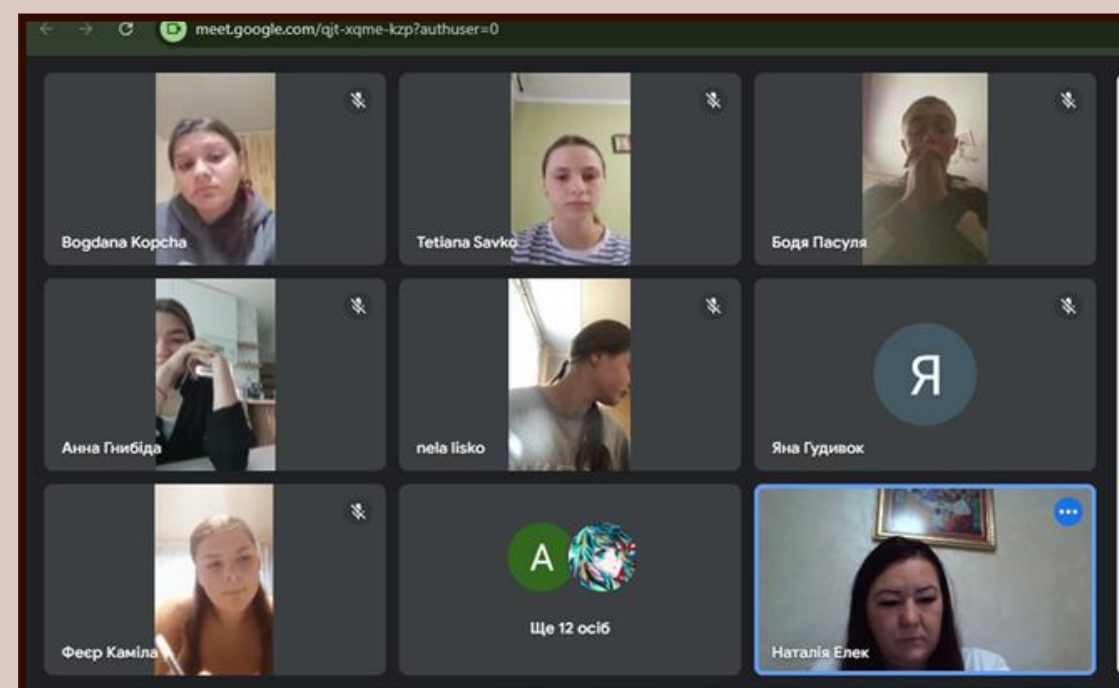 meet.google.com/qjt-xqme-kzp?authuser=0
Bogdana Kopcha
Tetiana Savko
Бодя Пасуля
Анна Гнибіда
nela lisko
Я
Яна Гудивок
Феєр Каміла
А
Ще 12 осіб
Наталія Елек